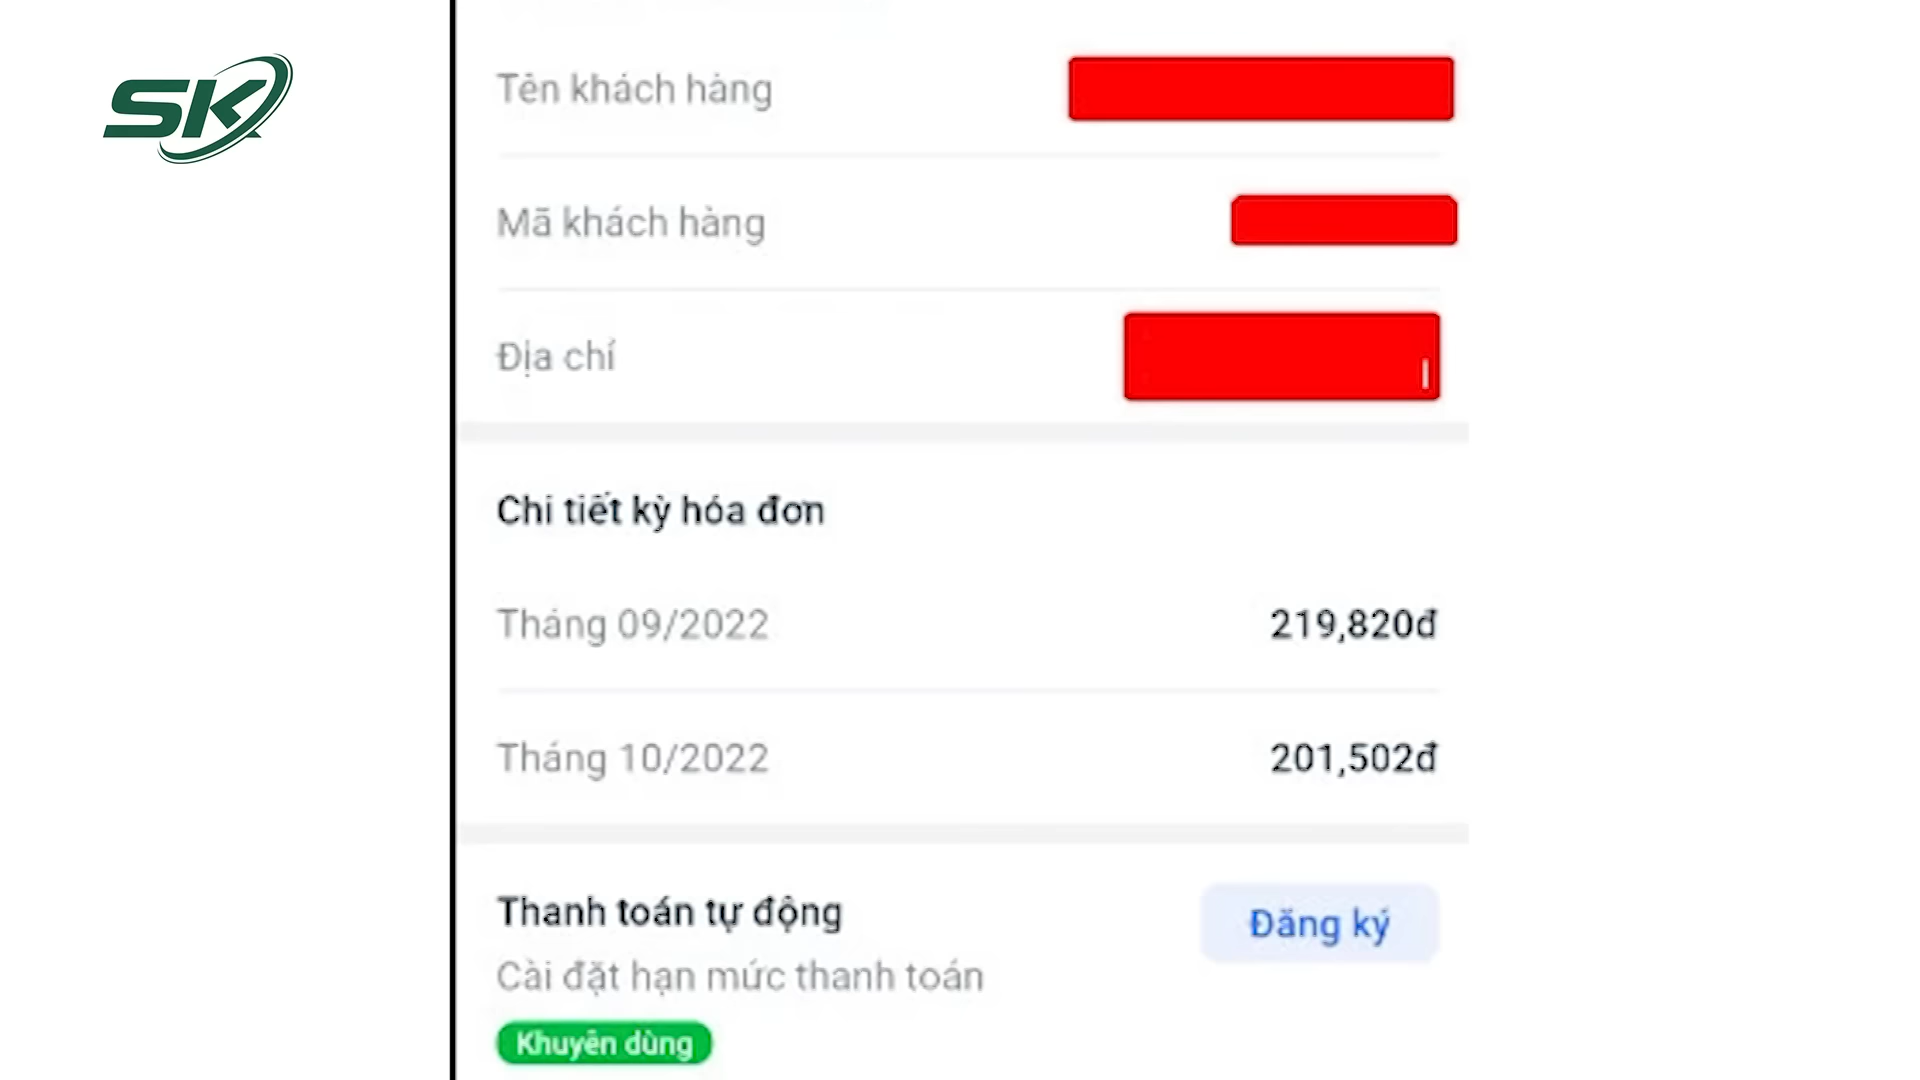 SK
Tên khách hàng
Mã khách hàng
Địa chỉ
Chi tiết kỳ hóa đơn
Tháng 09/2022
219,820đ
Tháng 10/2022
201,502đ
Thanh toán tự động
Đăng ký
Cài đặt hạn mức thanh toán
Khuyên dùng